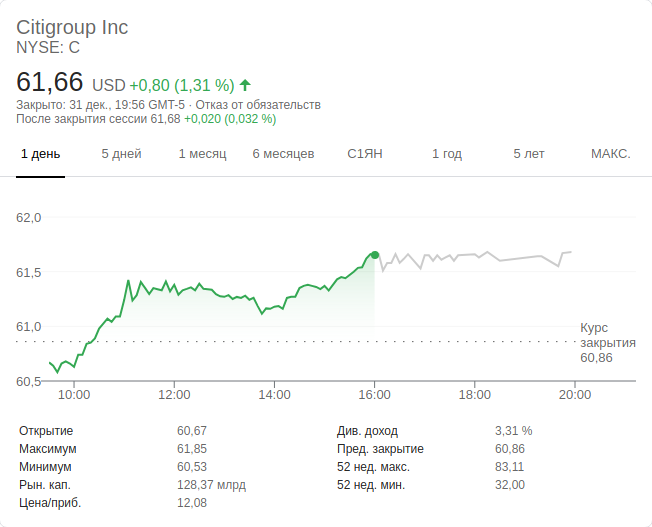 Citigroup Inc
NYSE: C
61,66 USD +0,80 (1,31 %)
Закрыто: 31 дек., 19:56 GMT-5 · Отказ от обязательств
После закрытия сессии 61,68 +0,020 (0,032 %)
1 день 5 дней 1 месяц 6 месяцев С1ЯН 1 год 5 лет МАКС.
62,0
61,5
61,0
Курс
закрытия
60,86
60,5
10:00 12:00 14:00 16:00 18:00 20:00
Открытие 60,67 Див. доход 3,31 %
Максимум 61,85 Пред. закрытие 60,86
Минимум 60,53 52 нед. макс. 83,11
Рын. кап. 128,37 млрд 52 нед. мин. 32,00
Цена/приб. 12,08